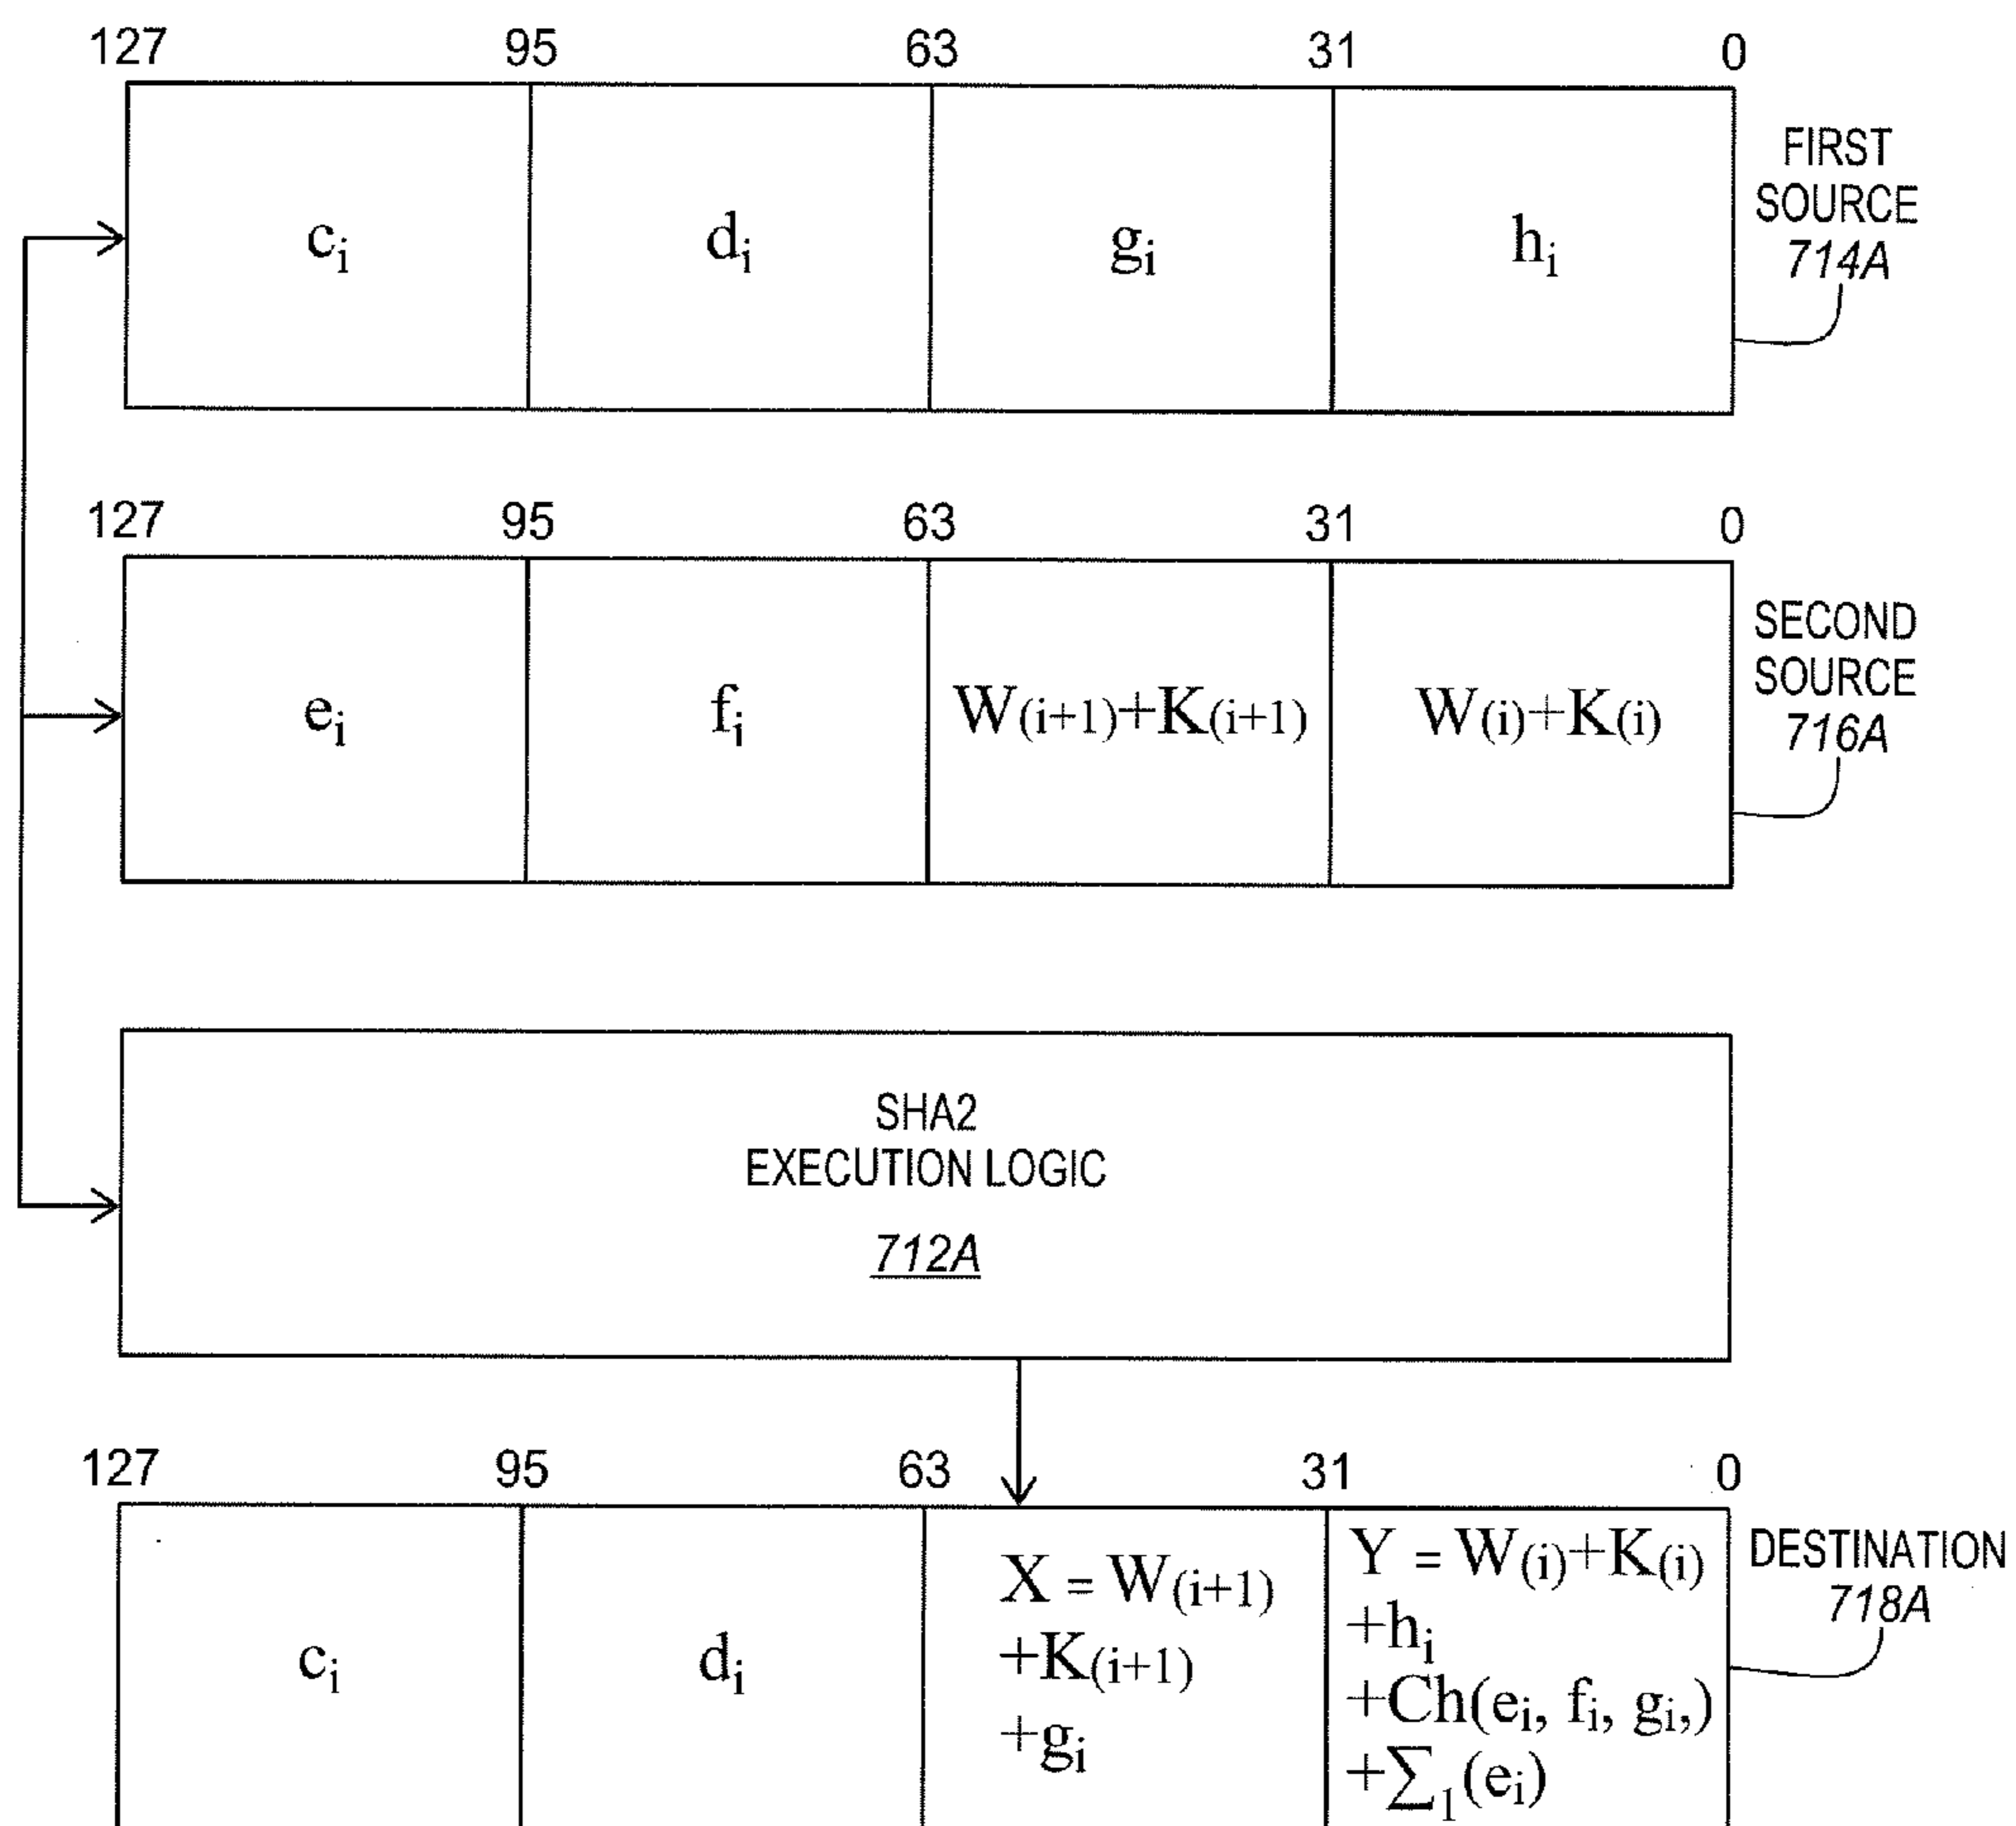 127 95 63 31 0
FIRST
SOURCE
714A
cᵢ dᵢ gᵢ hᵢ
127 95 63 31 0
SECOND
SOURCE
716A
eᵢ fᵢ W(i+1)+K(i+1) W(i)+K(i)
SHA2
EXECUTION LOGIC
712A
127 95 63 31 0
cᵢ dᵢ
X = W(i+1)
+K(i+1)
+gᵢ
Y = W(i)+K(i)
+hᵢ
+Ch(eᵢ, fᵢ, gᵢ,)
+∑₁(eᵢ)
DESTINATION
718A